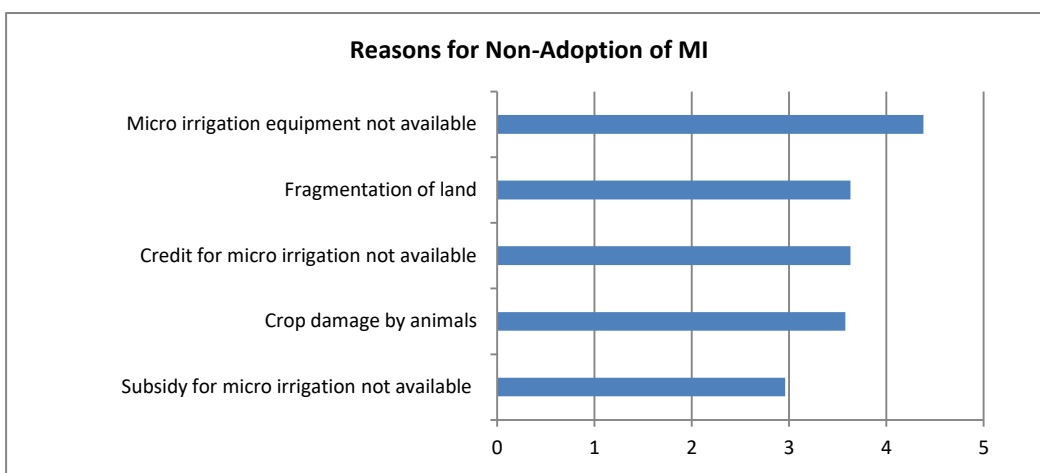 Reasons for Non-Adoption of MI
Micro irrigation equipment not available
Fragmentation of land
Credit for micro irrigation not available
Crop damage by animals
Subsidy for micro irrigation not available
0 1 2 3 4 5